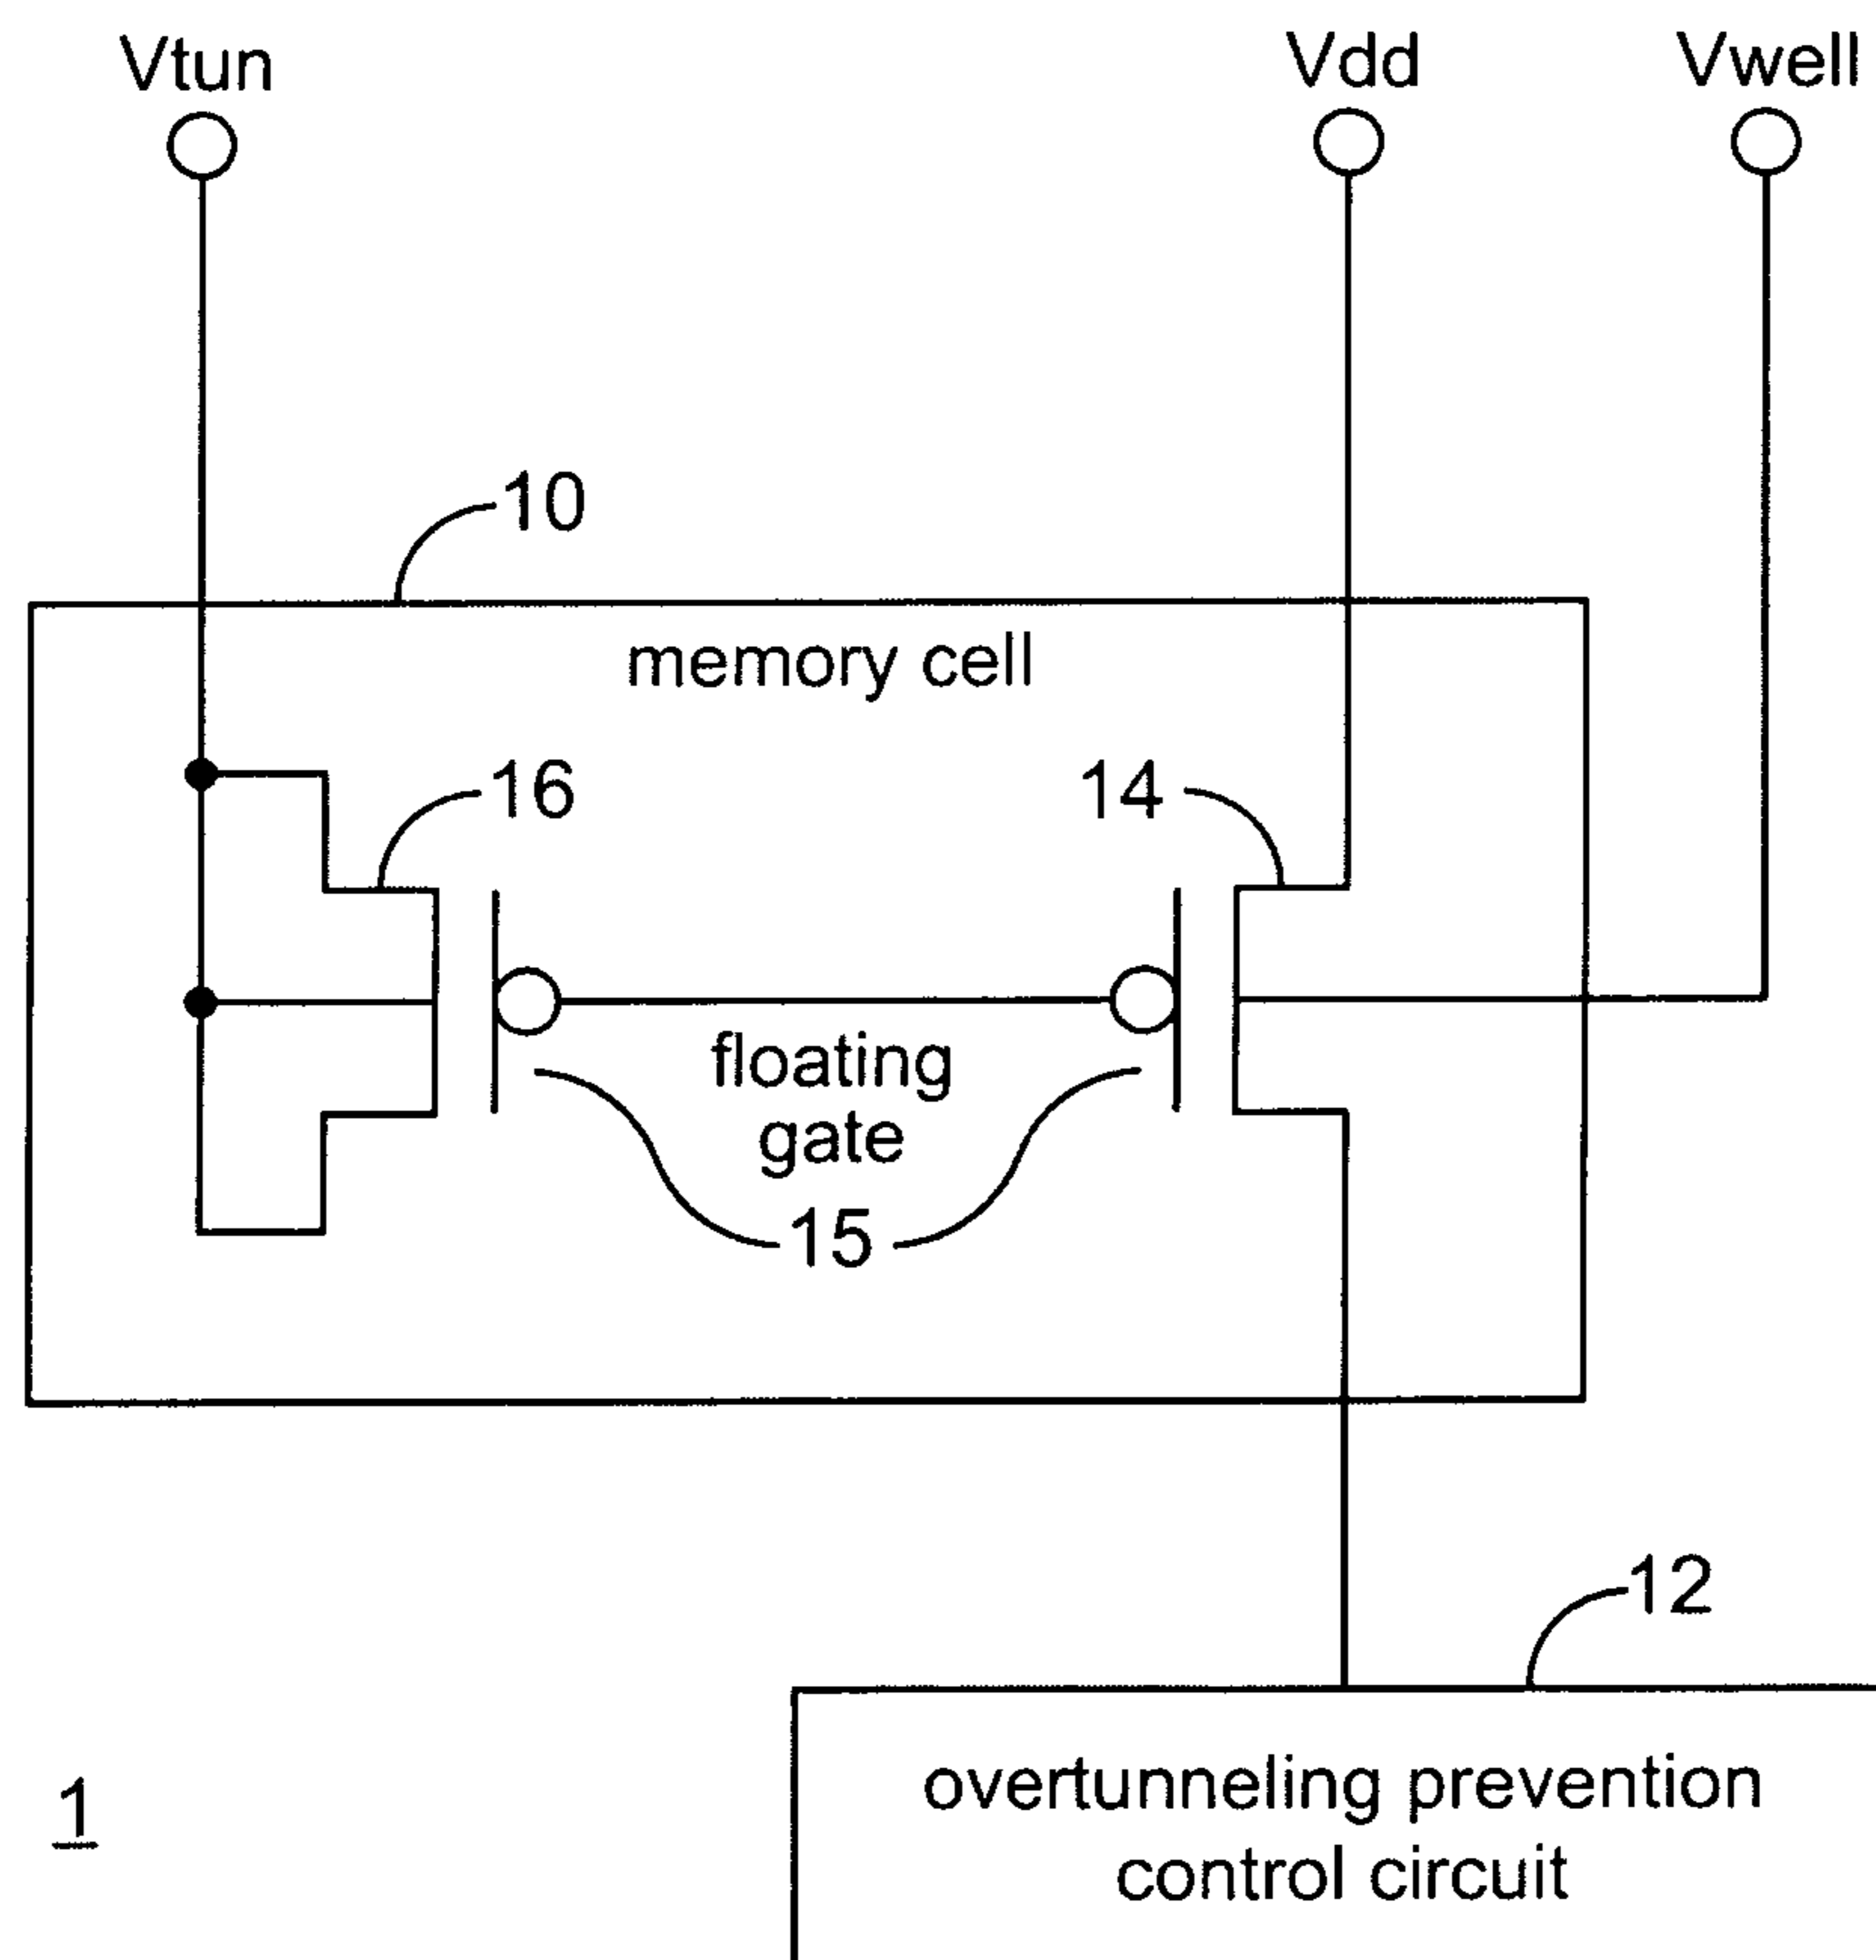 Vtun
Vdd
Vwell
10
memory cell
16
14
floating
gate
15
12
1
overtunneling prevention
control circuit